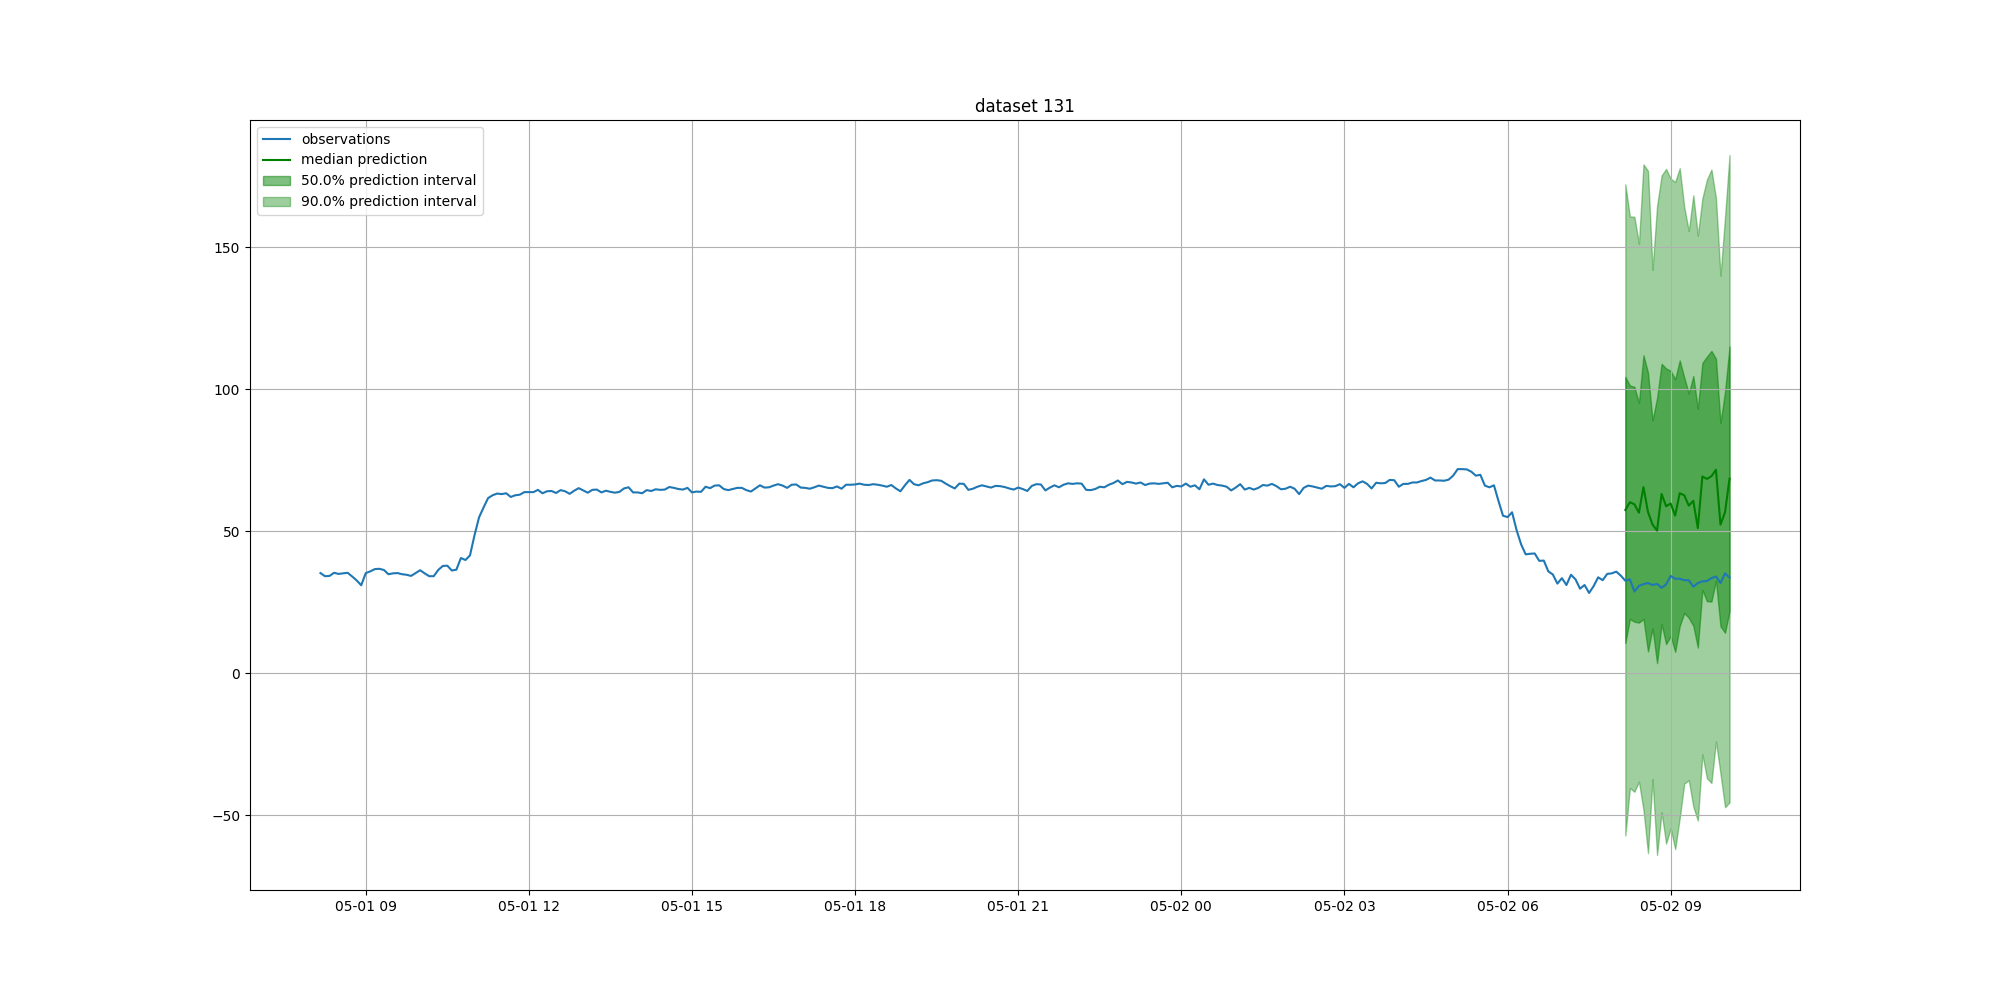 dataset 131
observations
median prediction
50.0% prediction interval
90.0% prediction interval
150
100
50
0
−50
05-01 09
05-01 12
05-01 15
05-01 18
05-01 21
05-02 00
05-02 03
05-02 06
05-02 09